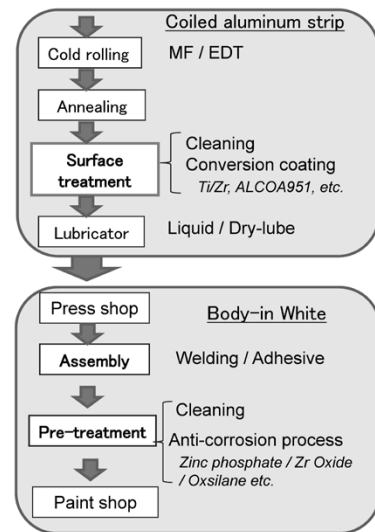 Coiled aluminum strip
Cold rolling MF / EDT
Annealing
Surface treatment
Cleaning
Conversion coating
Ti/Zr, ALCOA951, etc.
Lubricator Liquid / Dry-lube
Press shop
Body-in White
Assembly Welding / Adhesive
Pre-treatment
Cleaning
Anti-corrosion process
Zinc phosphate / Zr Oxide
/ Oxsilane etc.
Paint shop